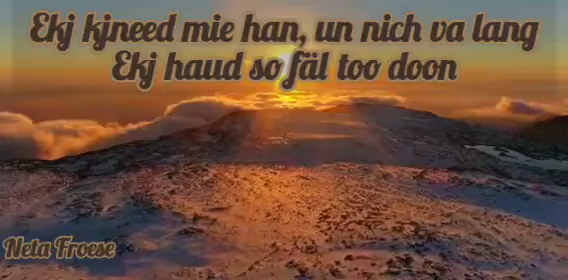 Ekj kjneed mie han, un nich va lang
Ekj haud so fäl too doon
Neta Froese